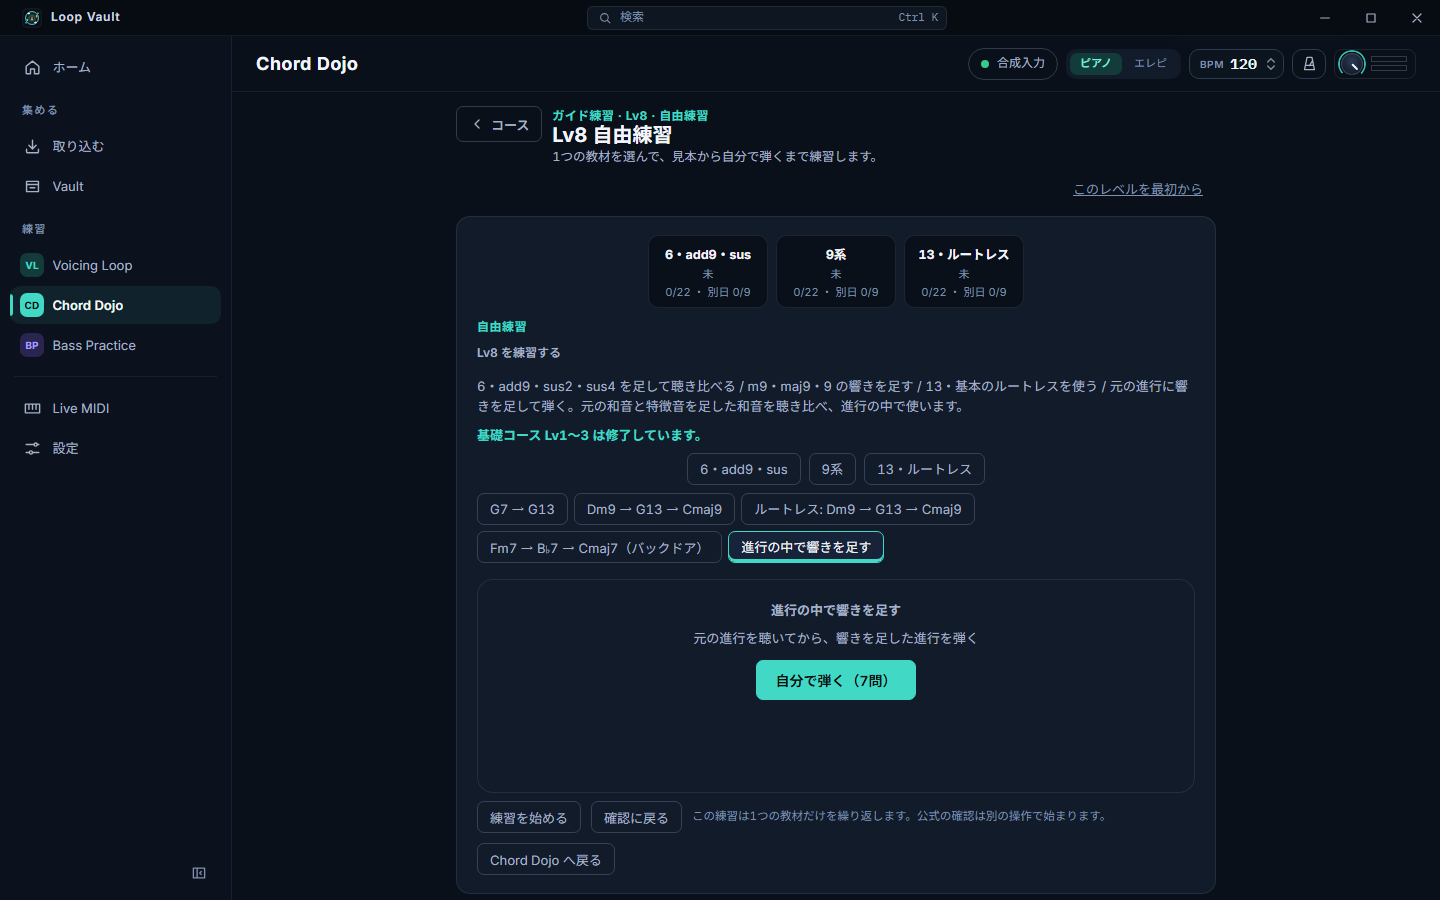 Loop Vault
検索
Ctrl K
ホーム
集める
取り込む
Vault
練習
VL Voicing Loop
CD Chord Dojo
BP Bass Practice
Live MIDI
設定
Chord Dojo
合成入力
ピアノ エレピ
BPM 120
コース
ガイド練習 · Lv8 · 自由練習
Lv8 自由練習
1つの教材を選んで、見本から自分で弾くまで練習します。
このレベルを最初から
6・add9・sus
未
0/22 ・ 別日 0/9
9系
未
0/22 ・ 別日 0/9
13・ルートレス
未
0/22 ・ 別日 0/9
自由練習
Lv8 を練習する
6・add9・sus2・sus4 を足して聴き比べる / m9・maj9・9 の響きを足す / 13・基本のルートレスを使う / 元の進行に響
きを足して弾く。元の和音と特徴音を足した和音を聴き比べ、進行の中で使います。
基礎コース Lv1〜3 は修了しています。
6・add9・sus 9系 13・ルートレス
G7 → G13 Dm9 → G13 → Cmaj9 ルートレス: Dm9 → G13 → Cmaj9
Fm7 → B♭7 → Cmaj7（バックドア） 進行の中で響きを足す
進行の中で響きを足す
元の進行を聴いてから、響きを足した進行を弾く
自分で弾く（7問）
練習を始める 確認に戻る この練習は1つの教材だけを繰り返します。公式の確認は別の操作で始まります。
Chord Dojo へ戻る